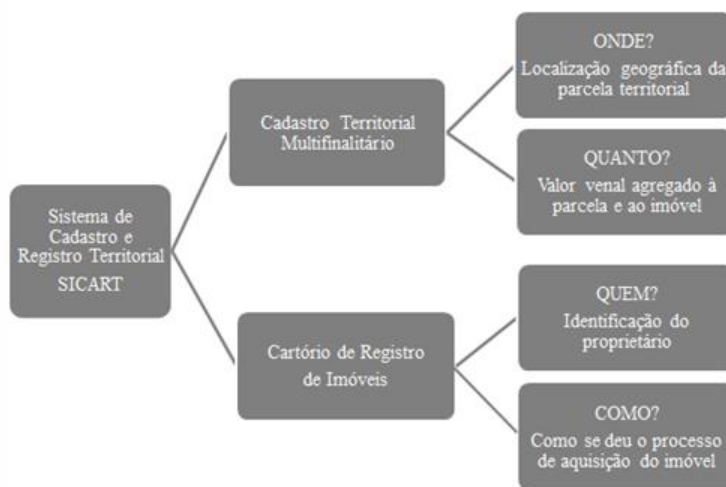 Sistema de
Cadastro e
Registro Territorial
SICART
Cadastro Territorial
Multifinalitário
ONDE?
Localização geográfica da
parcela territorial
QUANTO?
Valor venal agregado à
parcela e ao imóvel
Cartório de Registro
de Imóveis
QUEM?
Identificação do
proprietário
COMO?
Como se deu o processo
de aquisição do imóvel